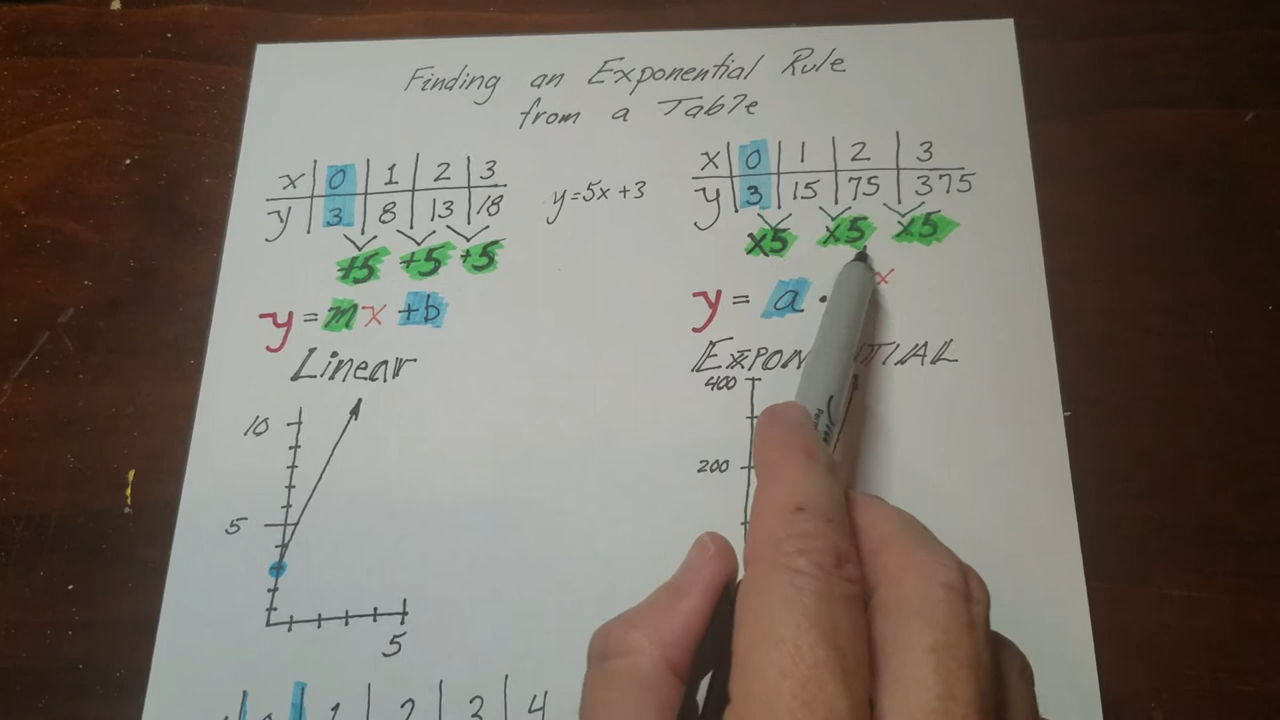 Finding an Exponential Rule
from a Table
x 0 1 2 3
y 3 8 13 18
+5 +5 +5
y=5x+3
y = mx +b
Linear
10
5
5
x 0 1 2 3
y 3 15 75 375
x5 x5 x5
y = a · x
400
200
1 2 3 4